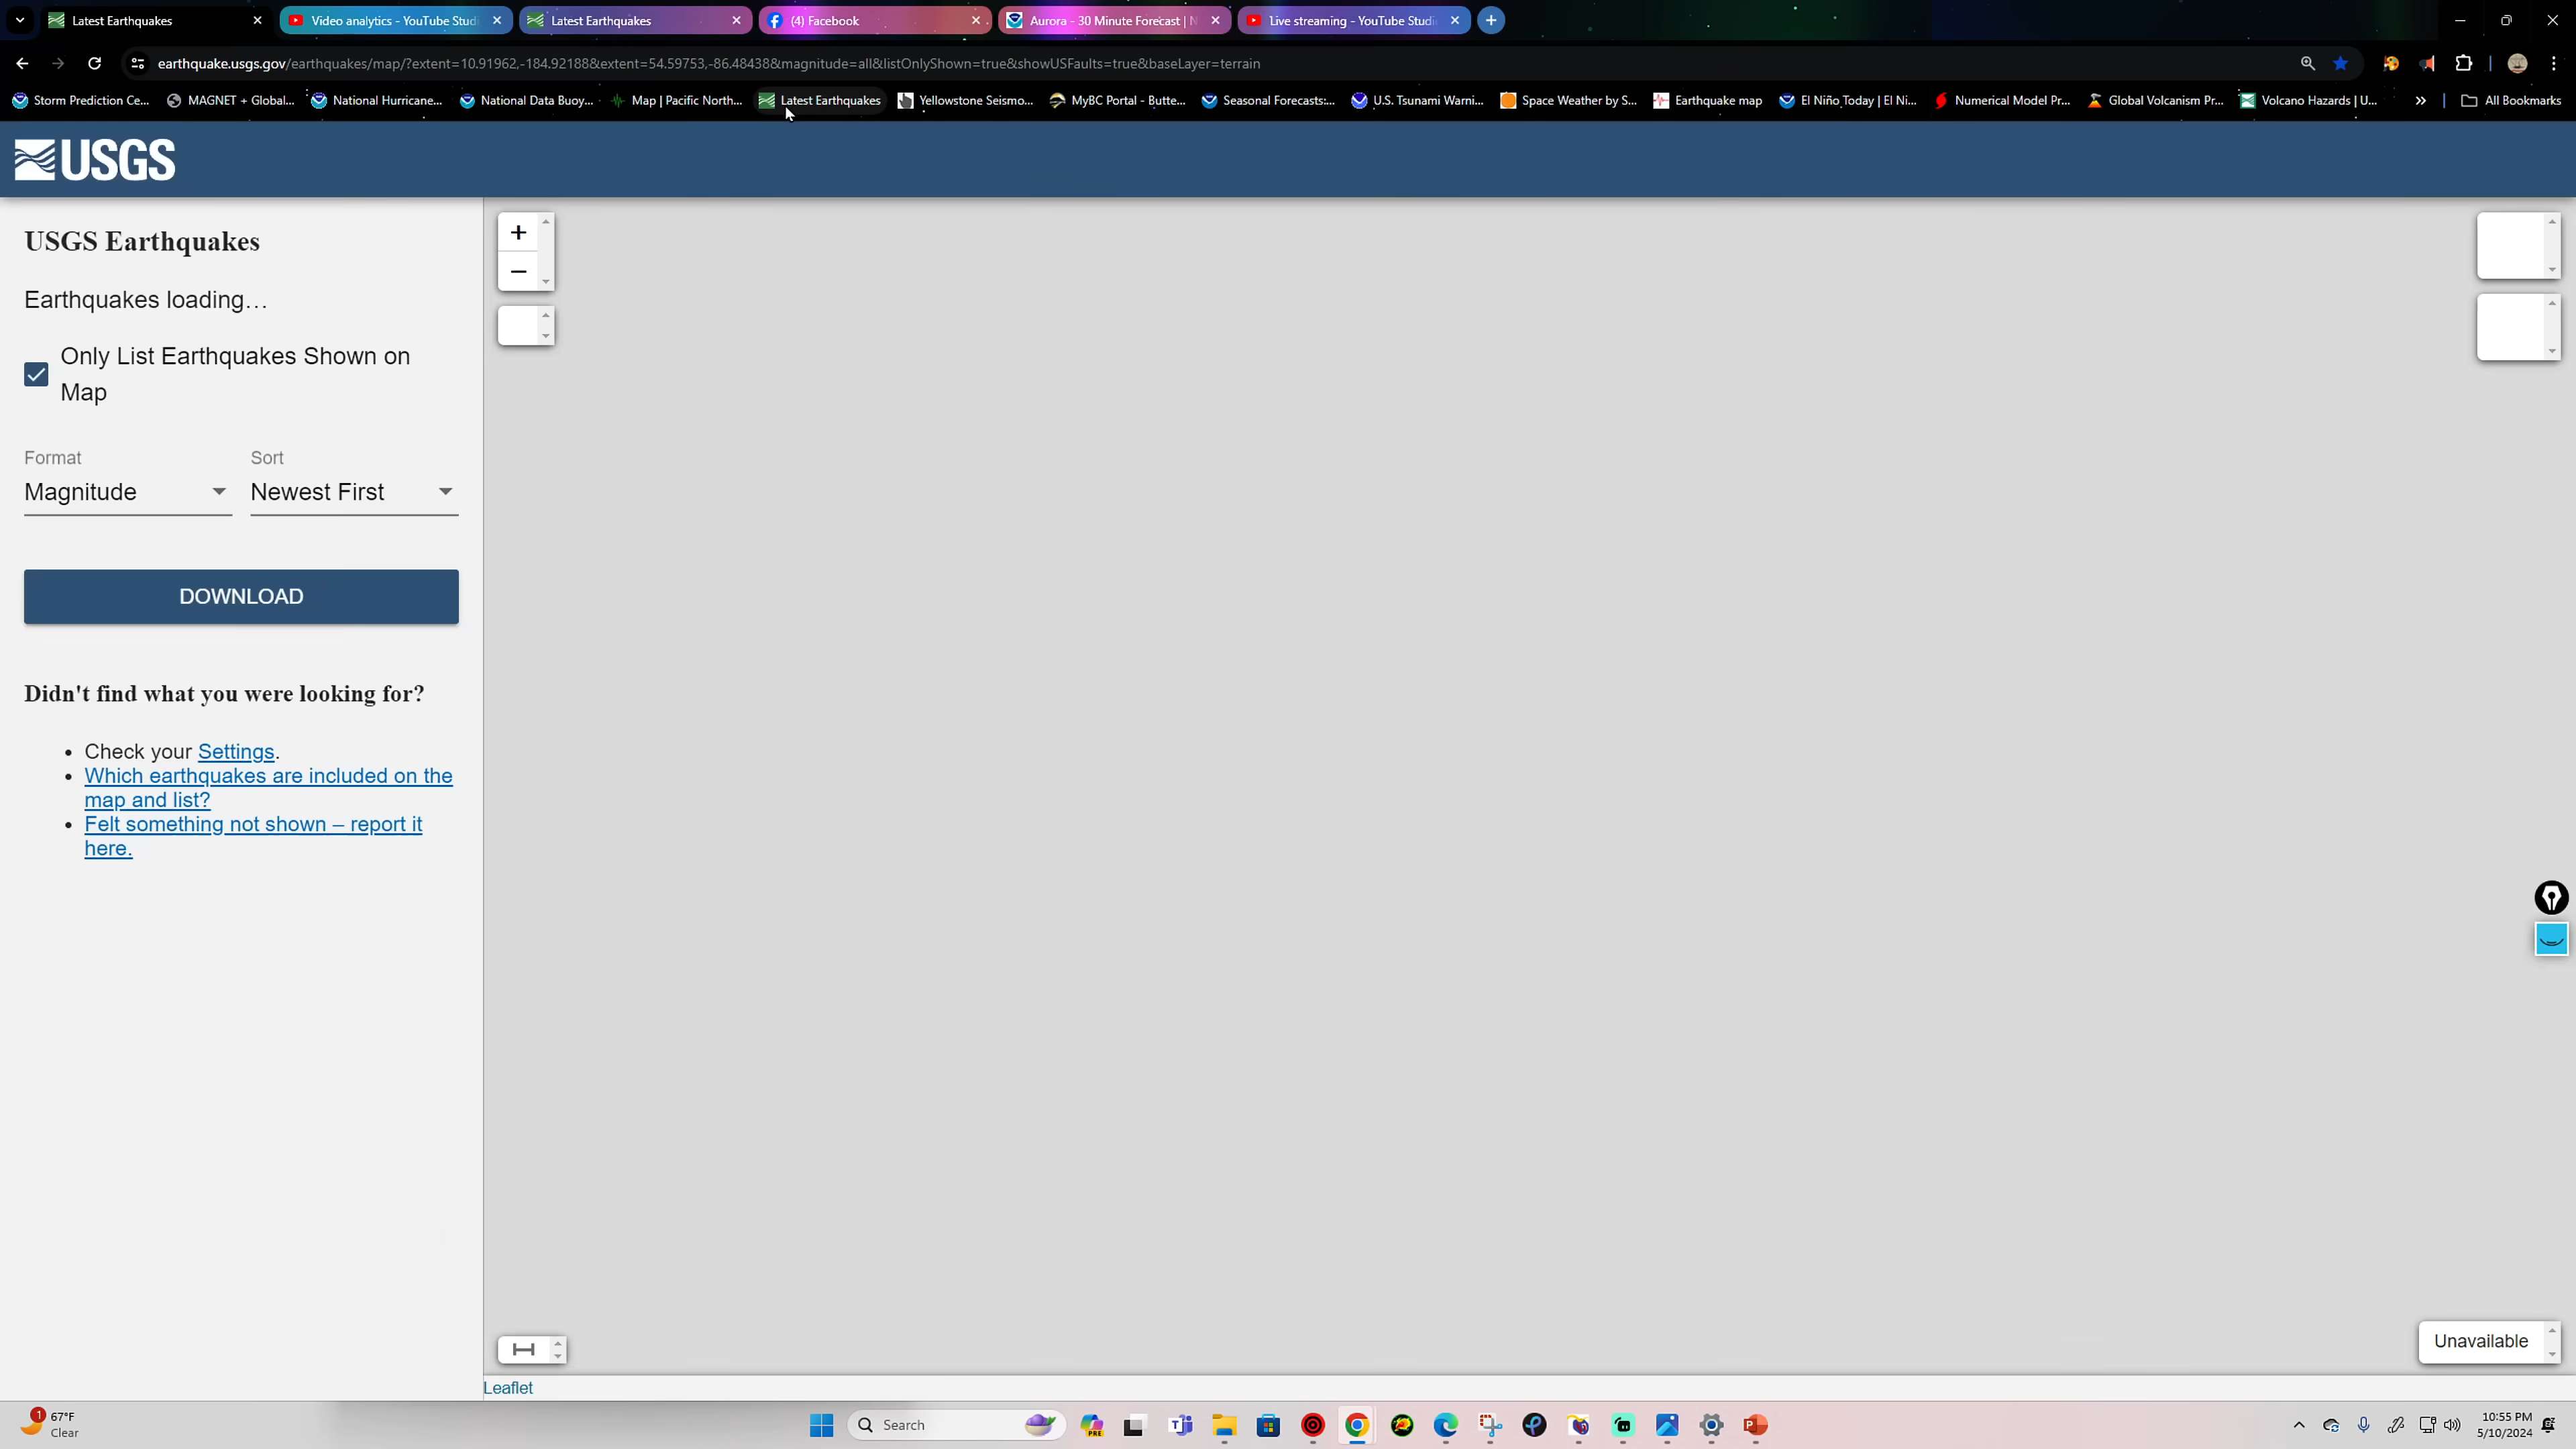 Latest Earthquakes
Video analytics - YouTube Studi
Latest Earthquakes
(4) Facebook
Aurora - 30 Minute Forecast | N
Live streaming - YouTube Studi
earthquake.usgs.gov/earthquakes/map/?extent=10.91962,-184.92188&extent=54.59753,-86.48438&magnitude=all&listOnlyShown=true&showUSFaults=true&baseLayer=terrain
Storm Prediction Ce...
MAGNET + Global...
National Hurricane...
National Data Buoy...
Map | Pacific North...
Latest Earthquakes
Yellowstone Seismo...
MyBC Portal - Butte...
Seasonal Forecasts:...
U.S. Tsunami Warni...
Space Weather by S...
Earthquake map
El Niño Today | El Ni...
Numerical Model Pr...
Global Volcanism Pr...
Volcano Hazards | U...
All Bookmarks
USGS
USGS Earthquakes
Earthquakes loading...
Only List Earthquakes Shown on
Map
Format
Sort
Magnitude
Newest First
DOWNLOAD
Didn't find what you were looking for?
Check your Settings.
Which earthquakes are included on the
map and list?
Felt something not shown – report it
here.
Unavailable
Leaflet
1
67°F
Clear
Search
PRE
10:55 PM
5/10/2024